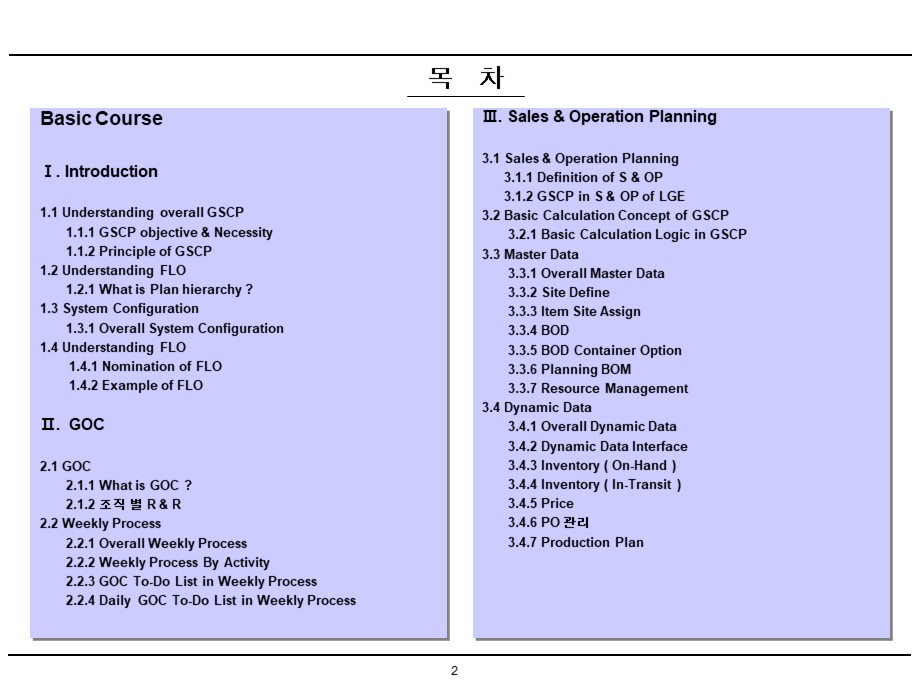 목 차
Basic Course
Ⅰ. Introduction
1.1 Understanding overall GSCP
1.1.1 GSCP objective & Necessity
1.1.2 Principle of GSCP
1.2 Understanding FLO
1.2.1 What is Plan hierarchy ?
1.3 System Configuration
1.3.1 Overall System Configuration
1.4 Understanding FLO
1.4.1 Nomination of FLO
1.4.2 Example of FLO
Ⅱ. GOC
2.1 GOC
2.1.1 What is GOC ?
2.1.2 조직 별 R & R
2.2 Weekly Process
2.2.1 Overall Weekly Process
2.2.2 Weekly Process By Activity
2.2.3 GOC To-Do List in Weekly Process
2.2.4 Daily GOC To-Do List in Weekly Process
Ⅲ. Sales & Operation Planning
3.1 Sales & Operation Planning
3.1.1 Definition of S & OP
3.1.2 GSCP in S & OP of LGE
3.2 Basic Calculation Concept of GSCP
3.2.1 Basic Calculation Logic in GSCP
3.3 Master Data
3.3.1 Overall Master Data
3.3.2 Site Define
3.3.3 Item Site Assign
3.3.4 BOD
3.3.5 BOD Container Option
3.3.6 Planning BOM
3.3.7 Resource Management
3.4 Dynamic Data
3.4.1 Overall Dynamic Data
3.4.2 Dynamic Data Interface
3.4.3 Inventory ( On-Hand )
3.4.4 Inventory ( In-Transit )
3.4.5 Price
3.4.6 PO 관리
3.4.7 Production Plan
2